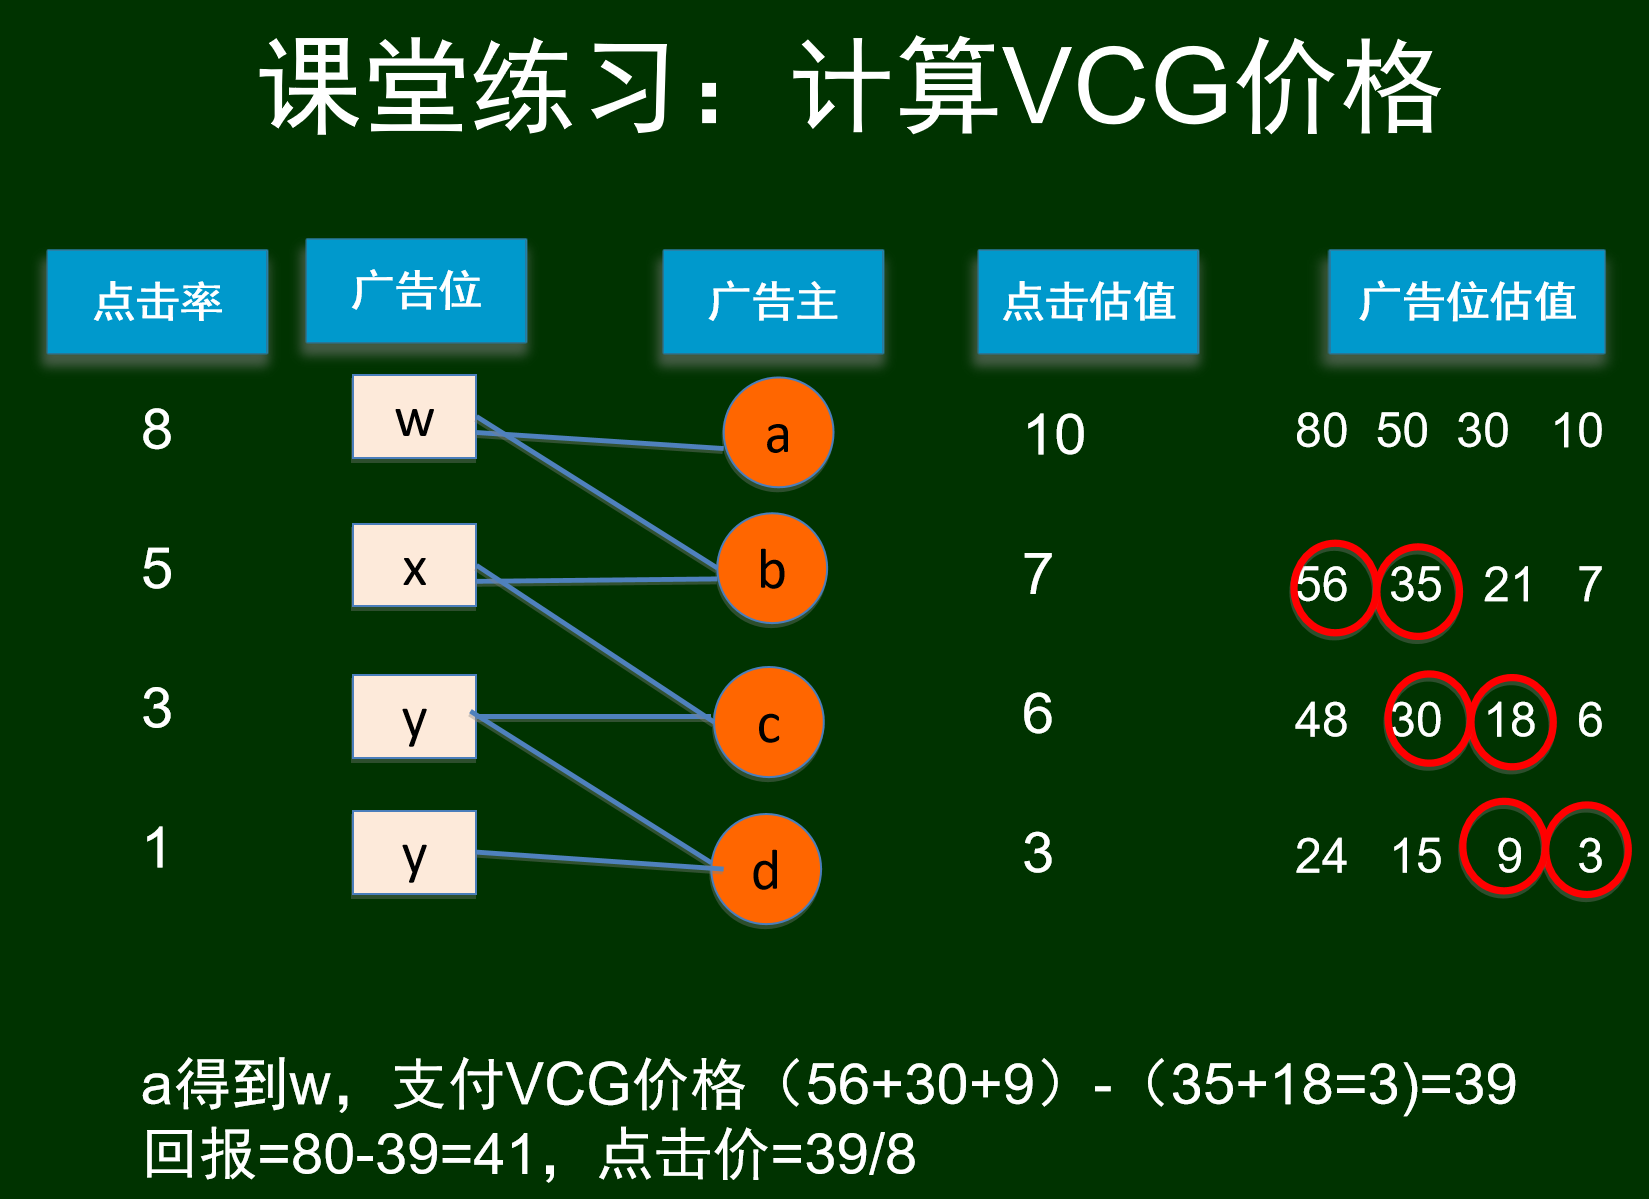 课堂练习：计算VCG价格
点击率 广告位 广告主 点击估值 广告位估值
8 w a 10 80 50 30 10
5 x b 7 56 35 21 7
3 y c 6 48 30 18 6
1 y d 3 24 15 9 3
a得到w，支付VCG价格（56+30+9）-（35+18=3)=39
回报=80-39=41，点击价=39/8